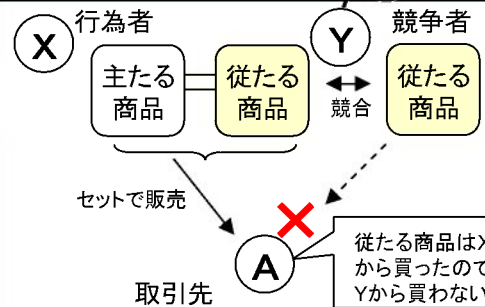 X
行為者
Y
競争者
主たる
商品
従たる
商品
競合
従たる
商品
セットで販売
A
取引先
従たる商品はX
から買ったので
Yから買わない